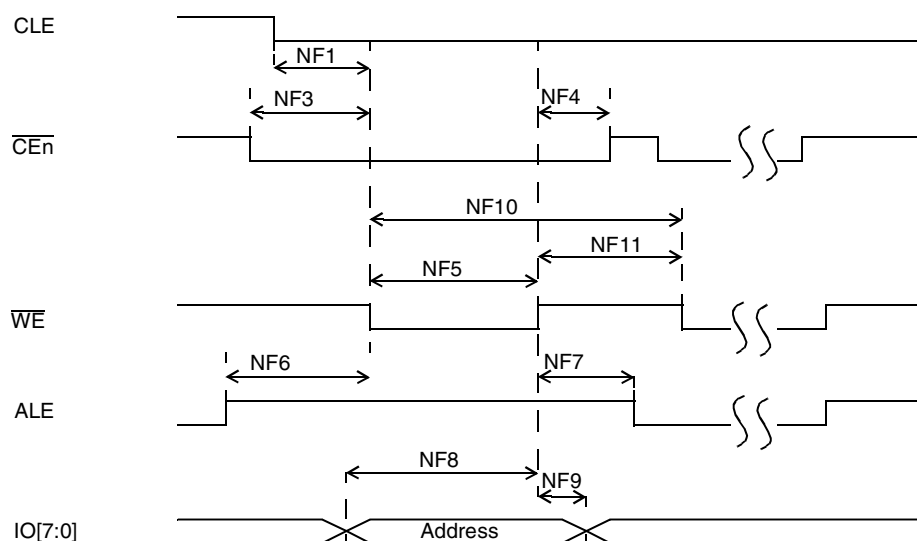 CLE
NF1
NF3
NF4
CEn
NF10
NF11
NF5
WE
NF6
NF7
ALE
NF8
NF9
IO[7:0]
Address